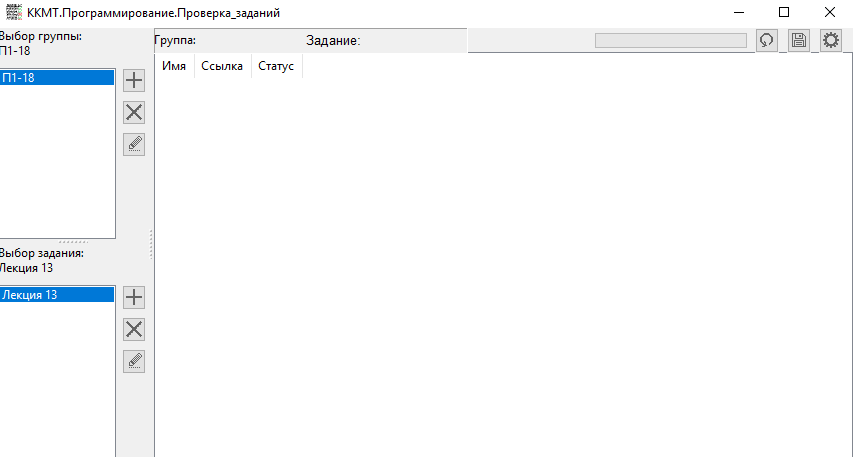 ККМТ.Программирование.Проверка_заданий
Выбор группы:
П1-18
П1-18
Выбор задания:
Лекция 13
Лекция 13
Группа:
Задание:
Имя
Ссылка
Статус